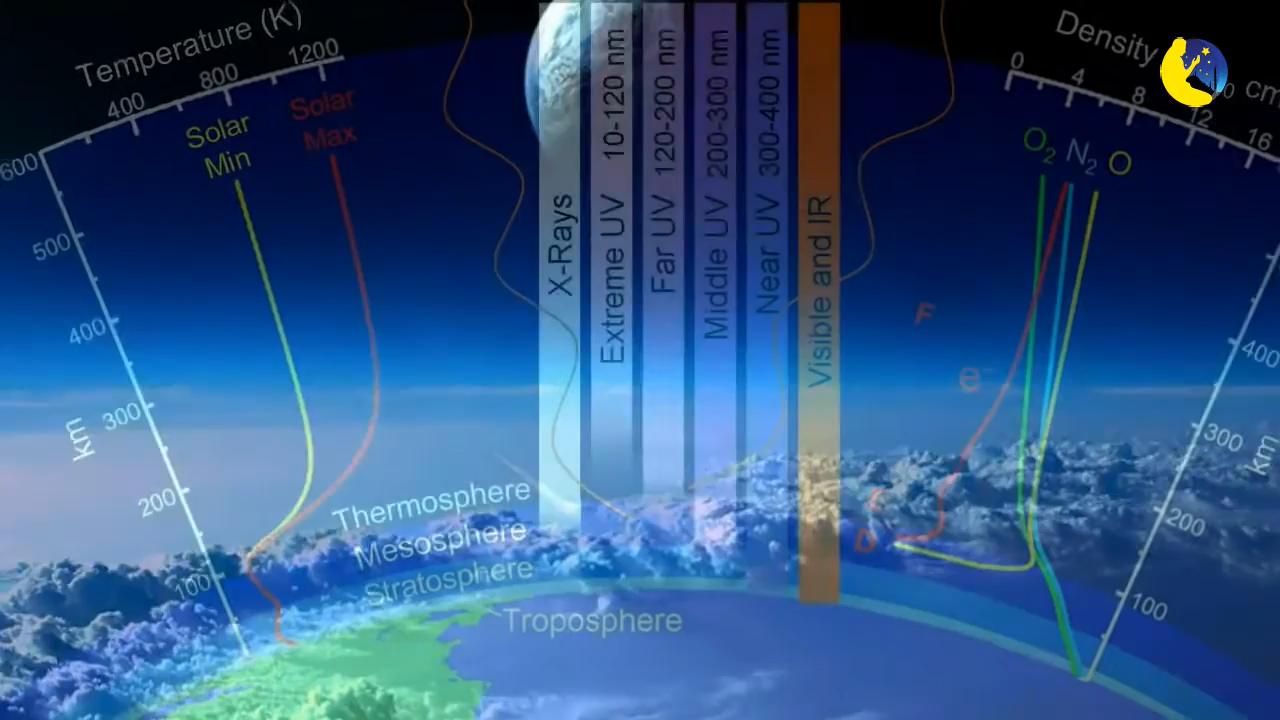 Temperature (K)
400
800
1200
Solar
Min
Solar
Max
600
500
400
300
200
100
km
X-Rays
Extreme UV 10-120 nm
Far UV 120-200 nm
Middle UV 200-300 nm
Near UV 300-400 nm
Visible and IR
Thermosphere
Mesosphere
Stratosphere
Troposphere
Density
cm
0
4
8
12
16
O2
N2
O
F
e
D
400
300
200
100
km